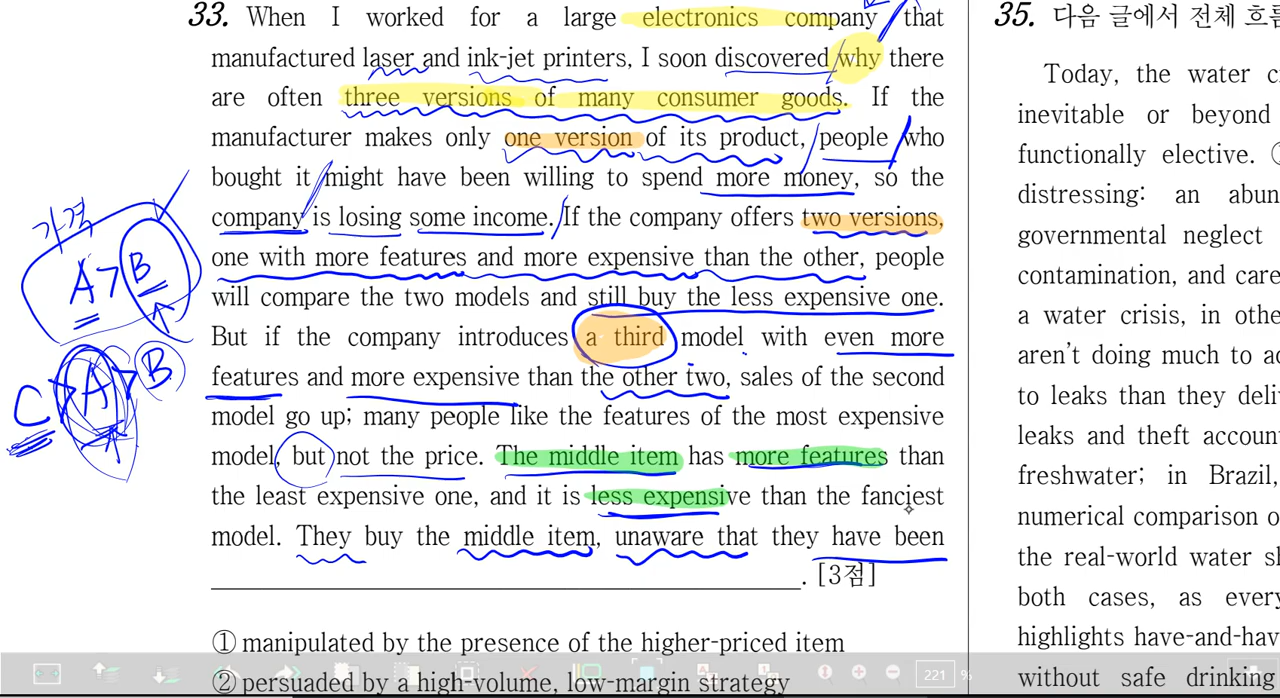 33. When I worked for a large electronics company that
manufactured laser and ink-jet printers, I soon discovered why there
are often three versions of many consumer goods. If the
manufacturer makes only one version of its product, people who
bought it might have been willing to spend more money, so the
company is losing some income. If the company offers two versions,
one with more features and more expensive than the other, people
will compare the two models and still buy the less expensive one.
But if the company introduces a third model with even more
features and more expensive than the other two, sales of the second
model go up; many people like the features of the most expensive
model, but not the price. The middle item has more features than
the least expensive one, and it is less expensive than the fanciest
model. They buy the middle item, unaware that they have been
. [3점]
① manipulated by the presence of the higher-priced item
② persuaded by a high-volume, low-margin strategy
가격
A > B
C > A > B
35. 다음 글에서 전체
Today, the water
inevitable or beyond
functionally elective.
distressing: an
governmental neglect
contamination, and
a water crisis, in
aren't doing much to
to leaks than they
leaks and theft
freshwater; in Brazil,
numerical comparison
the real-world water
both cases, as
highlights
without safe drinking
221 %